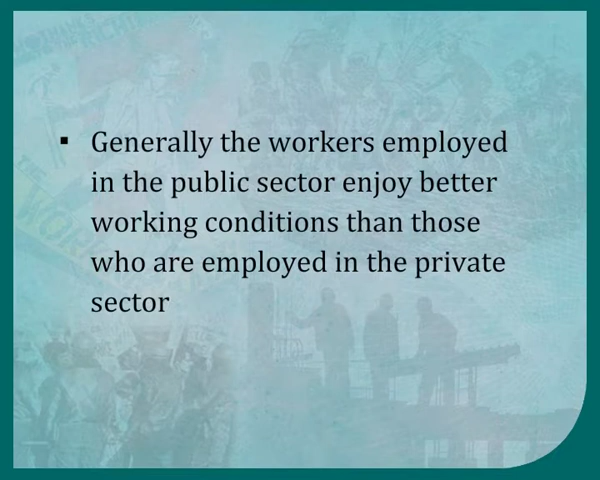 ▪ Generally the workers employed
in the public sector enjoy better
working conditions than those
who are employed in the private
sector